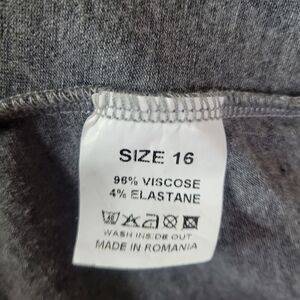 SIZE 16
96% VISCOSE
4% ELASTANE
WASH INSIDE OUT
MADE IN ROMANIA